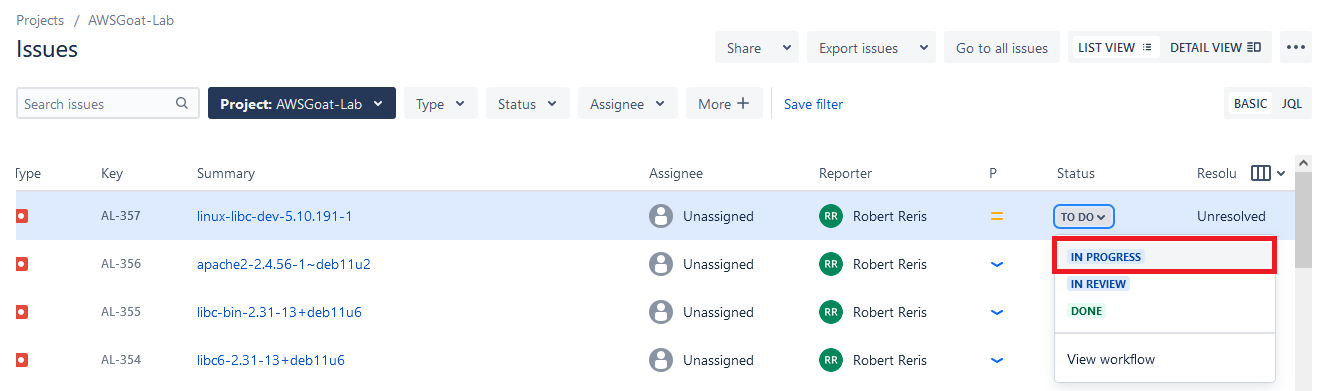 Projects / AWSGoat-Lab
Issues
Share
Export issues
Go to all issues
LIST VIEW
DETAIL VIEW
Search issues
Project: AWSGoat-Lab
Type
Status
Assignee
More +
Save filter
BASIC
JQL
Type Key Summary Assignee Reporter P Status Resolu
AL-357 linux-libc-dev-5.10.191-1 Unassigned RR Robert Reris TO DO Unresolved
IN PROGRESS
AL-356 apache2-2.4.56-1~deb11u2 Unassigned RR Robert Reris
IN REVIEW
AL-355 libc-bin-2.31-13+deb11u6 Unassigned RR Robert Reris
DONE
AL-354 libc6-2.31-13+deb11u6 Unassigned RR Robert Reris
View workflow